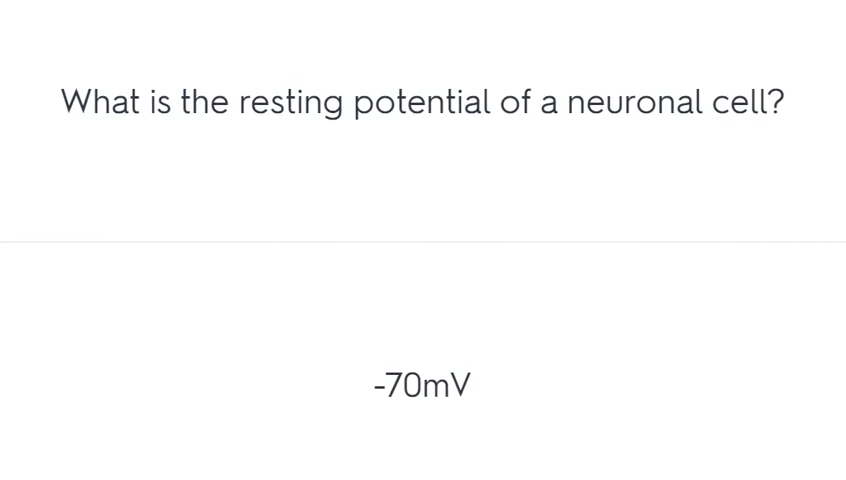 What is the resting potential of a neuronal cell?
-70mV